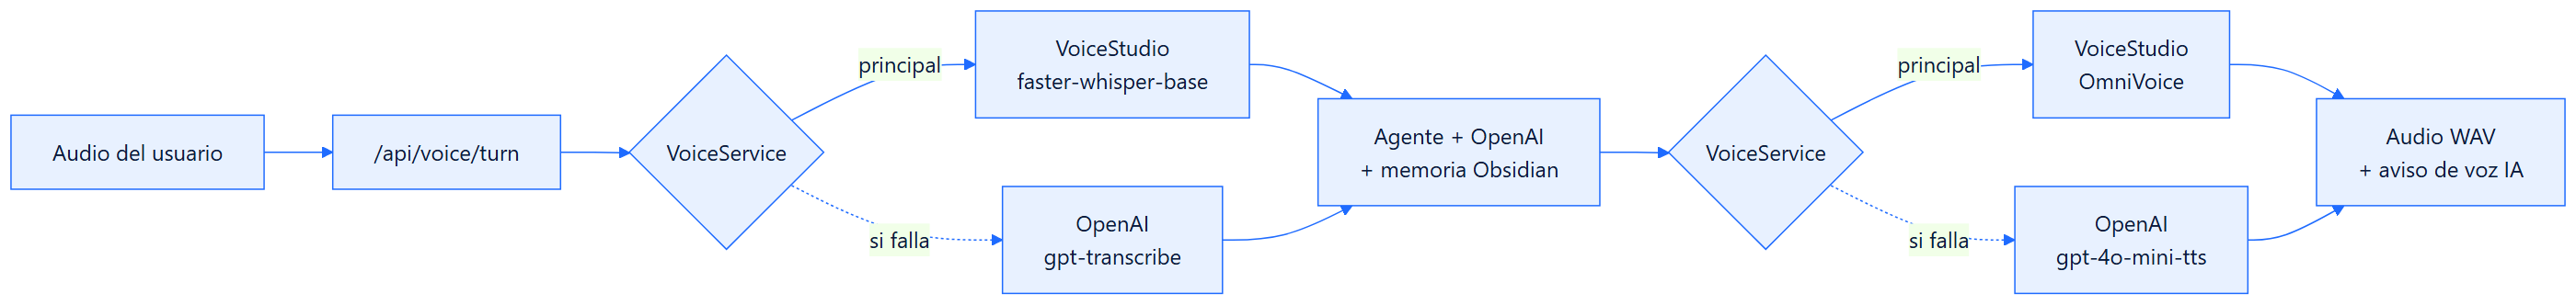 Audio del usuario
/api/voice/turn
VoiceService
principal
si falla
VoiceStudio
faster-whisper-base
OpenAI
gpt-transcribe
Agente + OpenAI
+ memoria Obsidian
VoiceService
principal
si falla
VoiceStudio
OmniVoice
OpenAI
gpt-4o-mini-tts
Audio WAV
+ aviso de voz IA